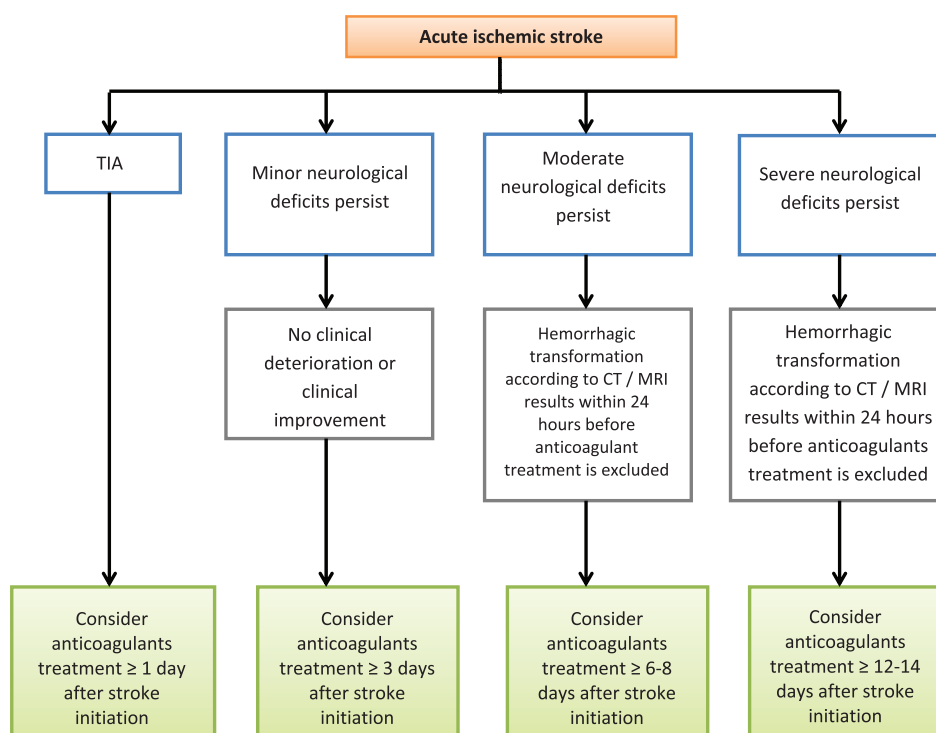 Acute ischemic stroke
TIA
Minor neurological
deficits persist
Moderate
neurological deficits
persist
Severe neurological
deficits persist
No clinical
deterioration or
clinical
improvement
Hemorrhagic
transformation
according to CT / MRI
results within 24
hours before
anticoagulant
treatment is excluded
Hemorrhagic
transformation
according to CT / MRI
results within 24 hours
before anticoagulants
treatment is excluded
Consider
anticoagulants
treatment ≥ 1 day
after stroke
initiation
Consider
anticoagulants
treatment ≥ 3 days
after stroke
initiation
Consider
anticoagulants
treatment ≥ 6-8
days after stroke
initiation
Consider
anticoagulants
treatment ≥ 12-14
days after stroke
initiation